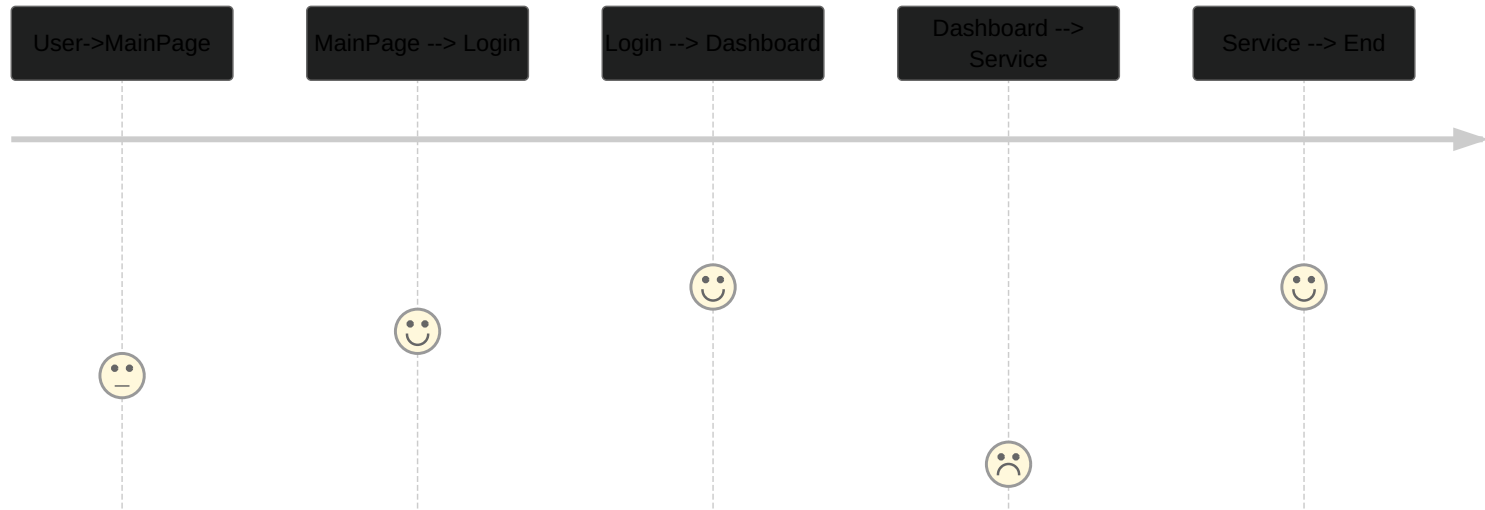 User->MainPage
MainPage --> Login
Login --> Dashboard
Dashboard -->
Service
Service --> End